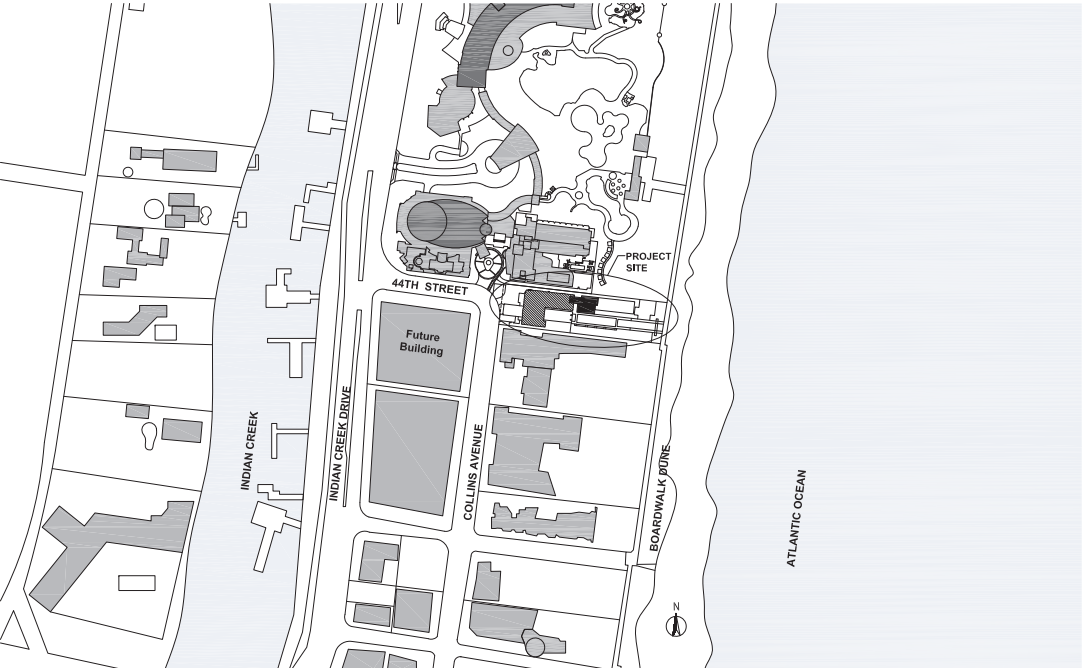 PROJECT
SITE
44TH STREET
Future
Building
INDIAN CREEK
INDIAN CREEK DRIVE
COLLINS AVENUE
BOARDWALK DUNE
ATLANTIC OCEAN
N